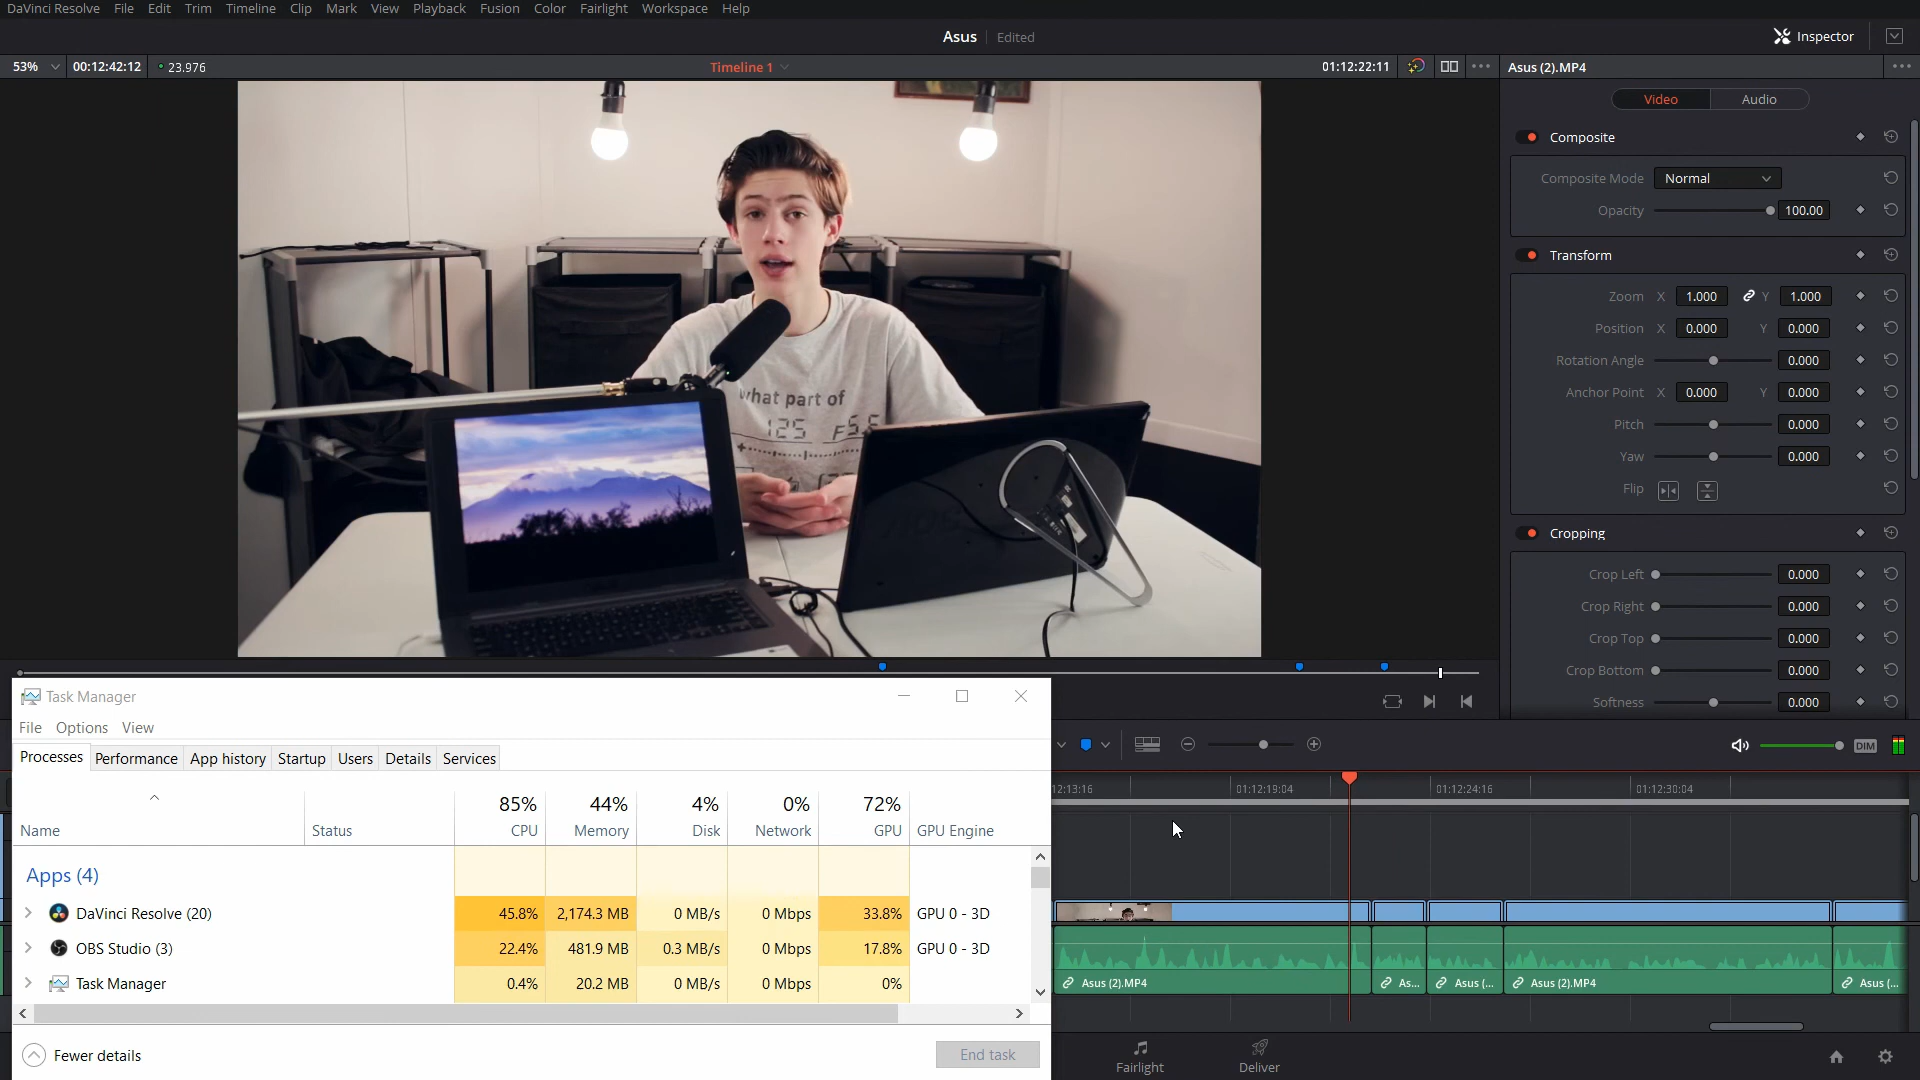 DaVinci Resolve File Edit Trim Timeline Clip Mark View Playback Fusion Color Fairlight Workspace Help
Asus Edited
Inspector
53% 00:12:42:12 23.976 Timeline 1 01:12:22:11 Asus (2).MP4
Video Audio
Composite
Composite Mode Normal
Opacity 100.00
Transform
Zoom X 1.000 Y 1.000
Position X 0.000 Y 0.000
Rotation Angle 0.000
Anchor Point X 0.000 Y 0.000
Pitch 0.000
Yaw 0.000
Flip
Cropping
Crop Left 0.000
Crop Right 0.000
Crop Top 0.000
Crop Bottom 0.000
Softness 0.000
what part of
125 F5.5
Task Manager
File Options View
Processes Performance App history Startup Users Details Services
85% 44% 4% 0% 72%
Name Status CPU Memory Disk Network GPU GPU Engine
Apps (4)
DaVinci Resolve (20) 45.8% 2,174.3 MB 0 MB/s 0 Mbps 33.8% GPU 0 - 3D
OBS Studio (3) 22.4% 481.9 MB 0.3 MB/s 0 Mbps 17.8% GPU 0 - 3D
Task Manager 0.4% 20.2 MB 0 MB/s 0 Mbps 0%
Fewer details End task
DIM
12:13:16 01:12:19:04 01:12:24:16 01:12:30:04
Asus (2).MP4 As... Asus (... Asus (2).MP4 Asus (...
Fairlight Deliver